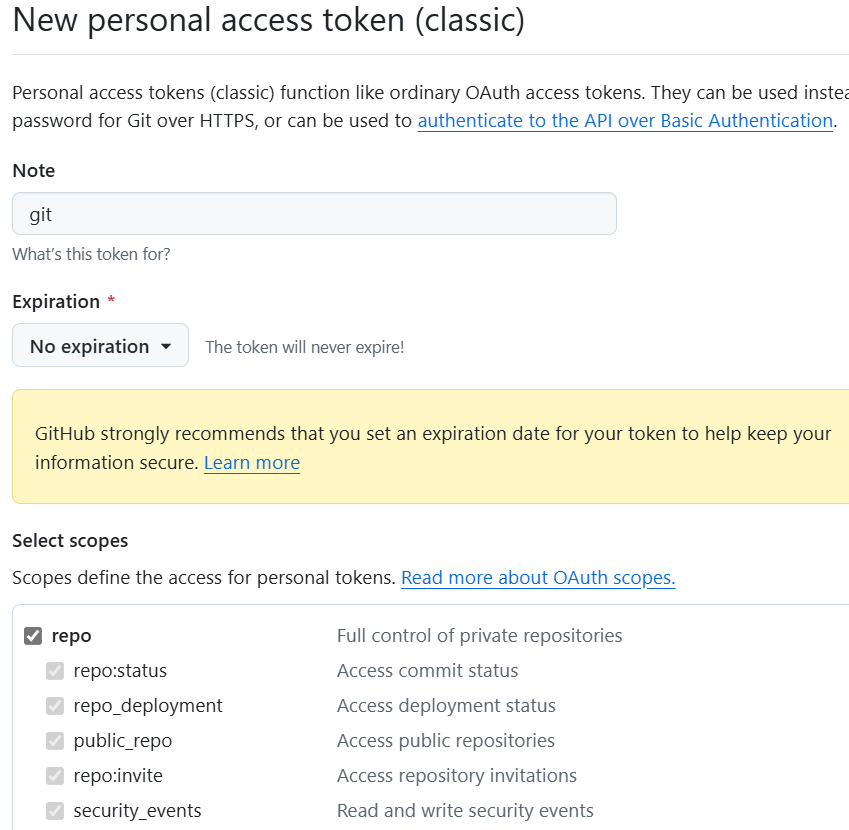 New personal access token (classic)
Personal access tokens (classic) function like ordinary OAuth access tokens. They can be used
password for Git over HTTPS, or can be used to authenticate to the API over Basic Authentication.
Note
git
What's this token for?
Expiration *
No expiration
The token will never expire!
GitHub strongly recommends that you set an expiration date for your token to help keep your
information secure. Learn more
Select scopes
Scopes define the access for personal tokens. Read more about OAuth scopes.
repo Full control of private repositories
repo:status Access commit status
repo_deployment Access deployment status
public_repo Access public repositories
repo:invite Access repository invitations
security_events Read and write security events